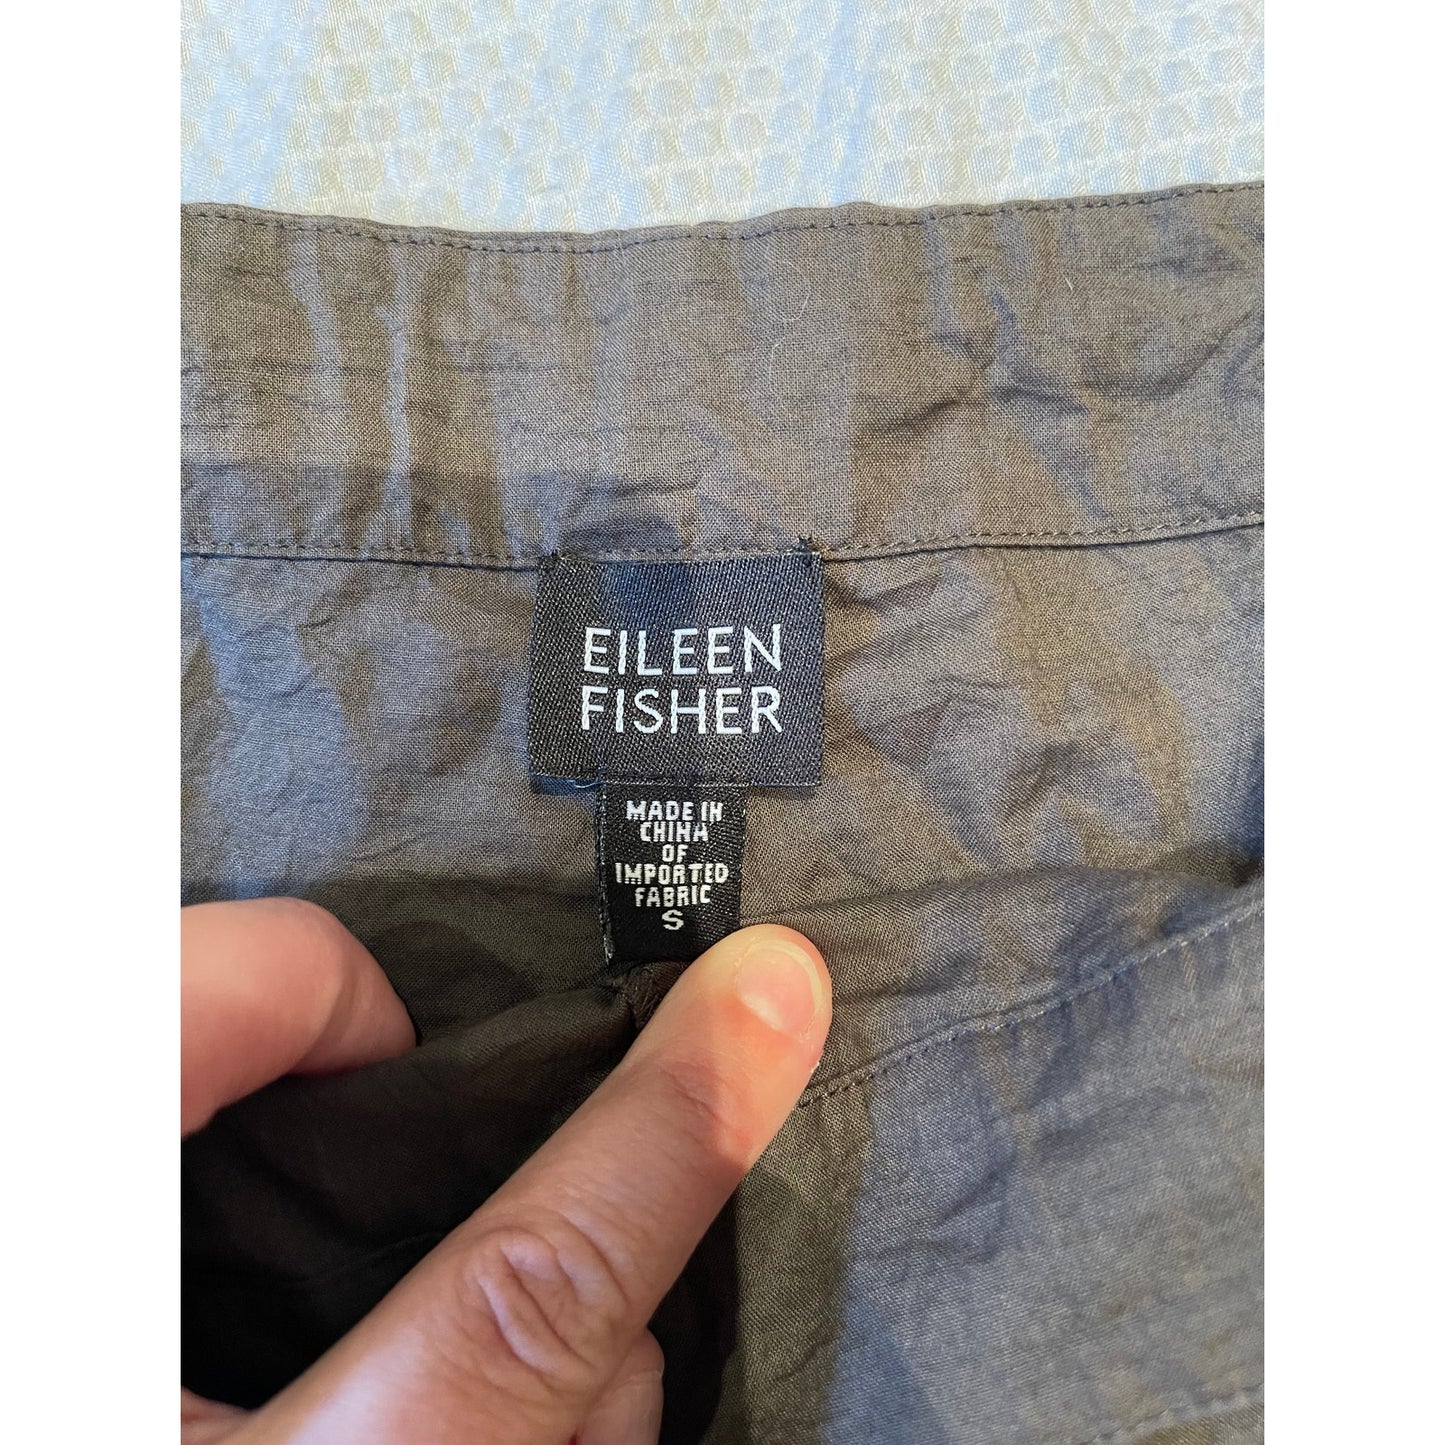 EILEEN
FISHER
MADE IN
CHINA
OF
IMPORTED
FABRIC
S